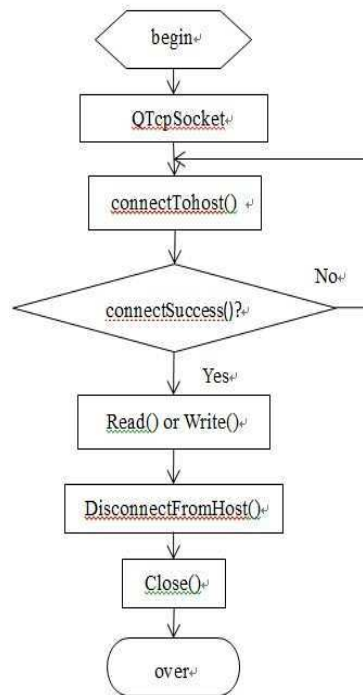 begin
QTcpSocket
connectTohost()
connectSuccess()?
No
Yes
Read() or Write()
DisconnectFromHost()
Close()
over